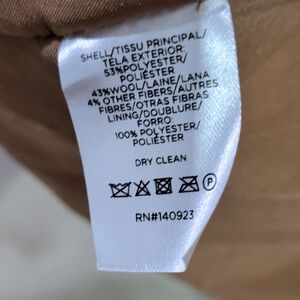 SHELL/TISSU PRINCIPAL/
TELA EXTERIOR:
53%POLYESTER/
POLIÉSTER
43%WOOL/LAINE/LANA
4% OTHER FIBERS/AUTRES
FIBRES/OTRAS FIBRAS
LINING/DOUBLURE/
FORRO:
100% POLYESTER/
POLIÉSTER
DRY CLEAN
P
RN#140923